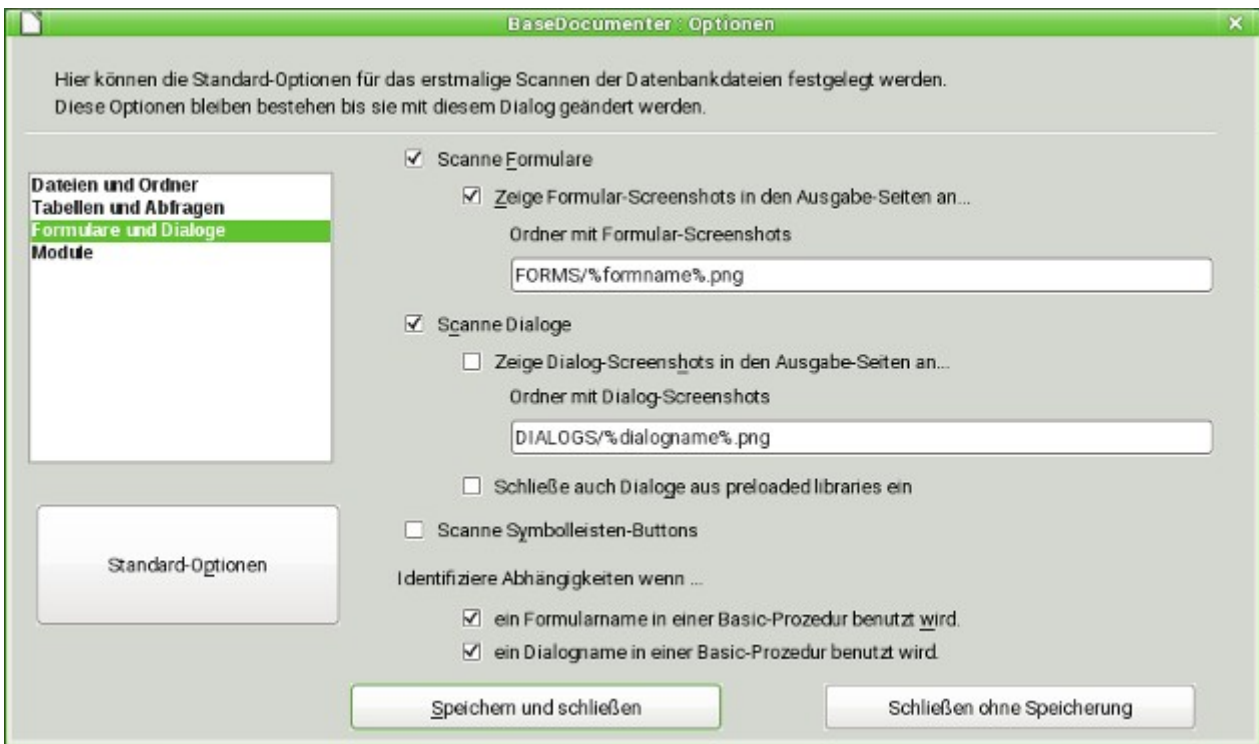 BaseDocumenter : Optionen
Hier können die Standard-Optionen für das erstmalige Scannen der Datenbankdateien festgelegt werden.
Diese Optionen bleiben bestehen bis sie mit diesem Dialog geändert werden.
Dateien und Ordner
Tabellen und Abfragen
Formulare und Dialoge
Module
Standard-Optionen
Scanne Formulare
Zeige Formular-Screenshots in den Ausgabe-Seiten an...
Ordner mit Formular-Screenshots
FORMS/%formname%.png
Scanne Dialoge
Zeige Dialog-Screenshots in den Ausgabe-Seiten an...
Ordner mit Dialog-Screenshots
DIALOGS/%dialogname%.png
Schließe auch Dialoge aus preloaded libraries ein
Scanne Symbolleisten-Buttons
Identifiziere Abhängigkeiten wenn ...
ein Formularname in einer Basic-Prozedur benutzt wird.
ein Dialogname in einer Basic-Prozedur benutzt wird.
Speichern und schließen
Schließen ohne Speicherung